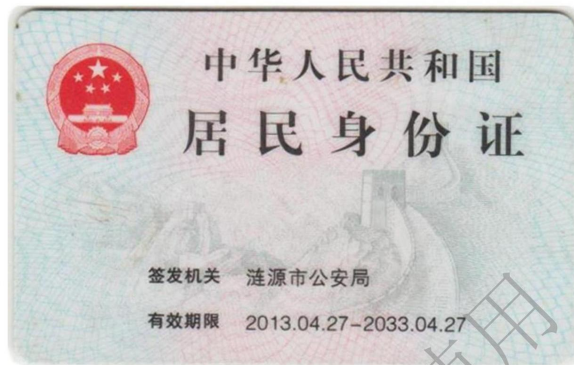 中华人民共和国
居民身份证
签发机关 涟源市公安局
有效期限 2013.04.27-2033.04.27
用